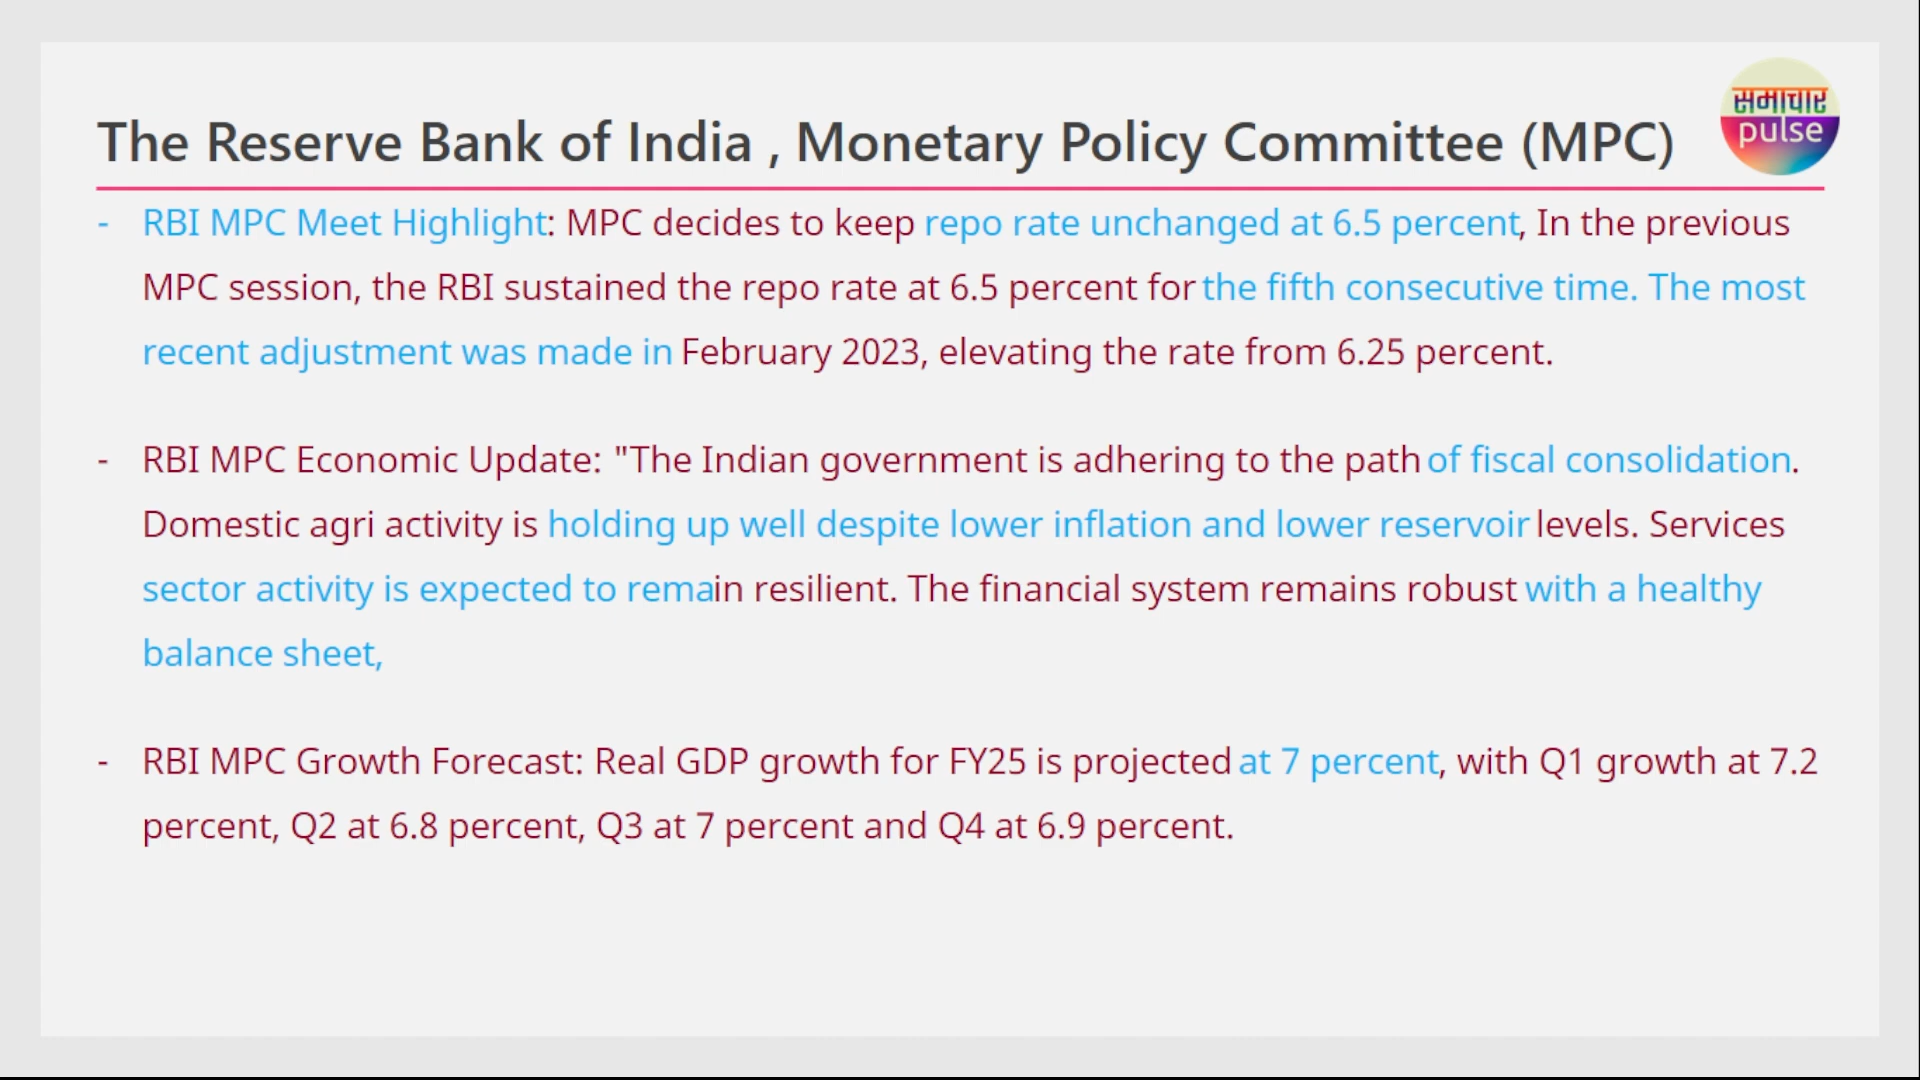 The Reserve Bank of India , Monetary Policy Committee (MPC)
समाचार
pulse
- RBI MPC Meet Highlight: MPC decides to keep repo rate unchanged at 6.5 percent, In the previous
MPC session, the RBI sustained the repo rate at 6.5 percent for the fifth consecutive time. The most
recent adjustment was made in February 2023, elevating the rate from 6.25 percent.
- RBI MPC Economic Update: "The Indian government is adhering to the path of fiscal consolidation.
Domestic agri activity is holding up well despite lower inflation and lower reservoir levels. Services
sector activity is expected to remain resilient. The financial system remains robust with a healthy
balance sheet,
- RBI MPC Growth Forecast: Real GDP growth for FY25 is projected at 7 percent, with Q1 growth at 7.2
percent, Q2 at 6.8 percent, Q3 at 7 percent and Q4 at 6.9 percent.